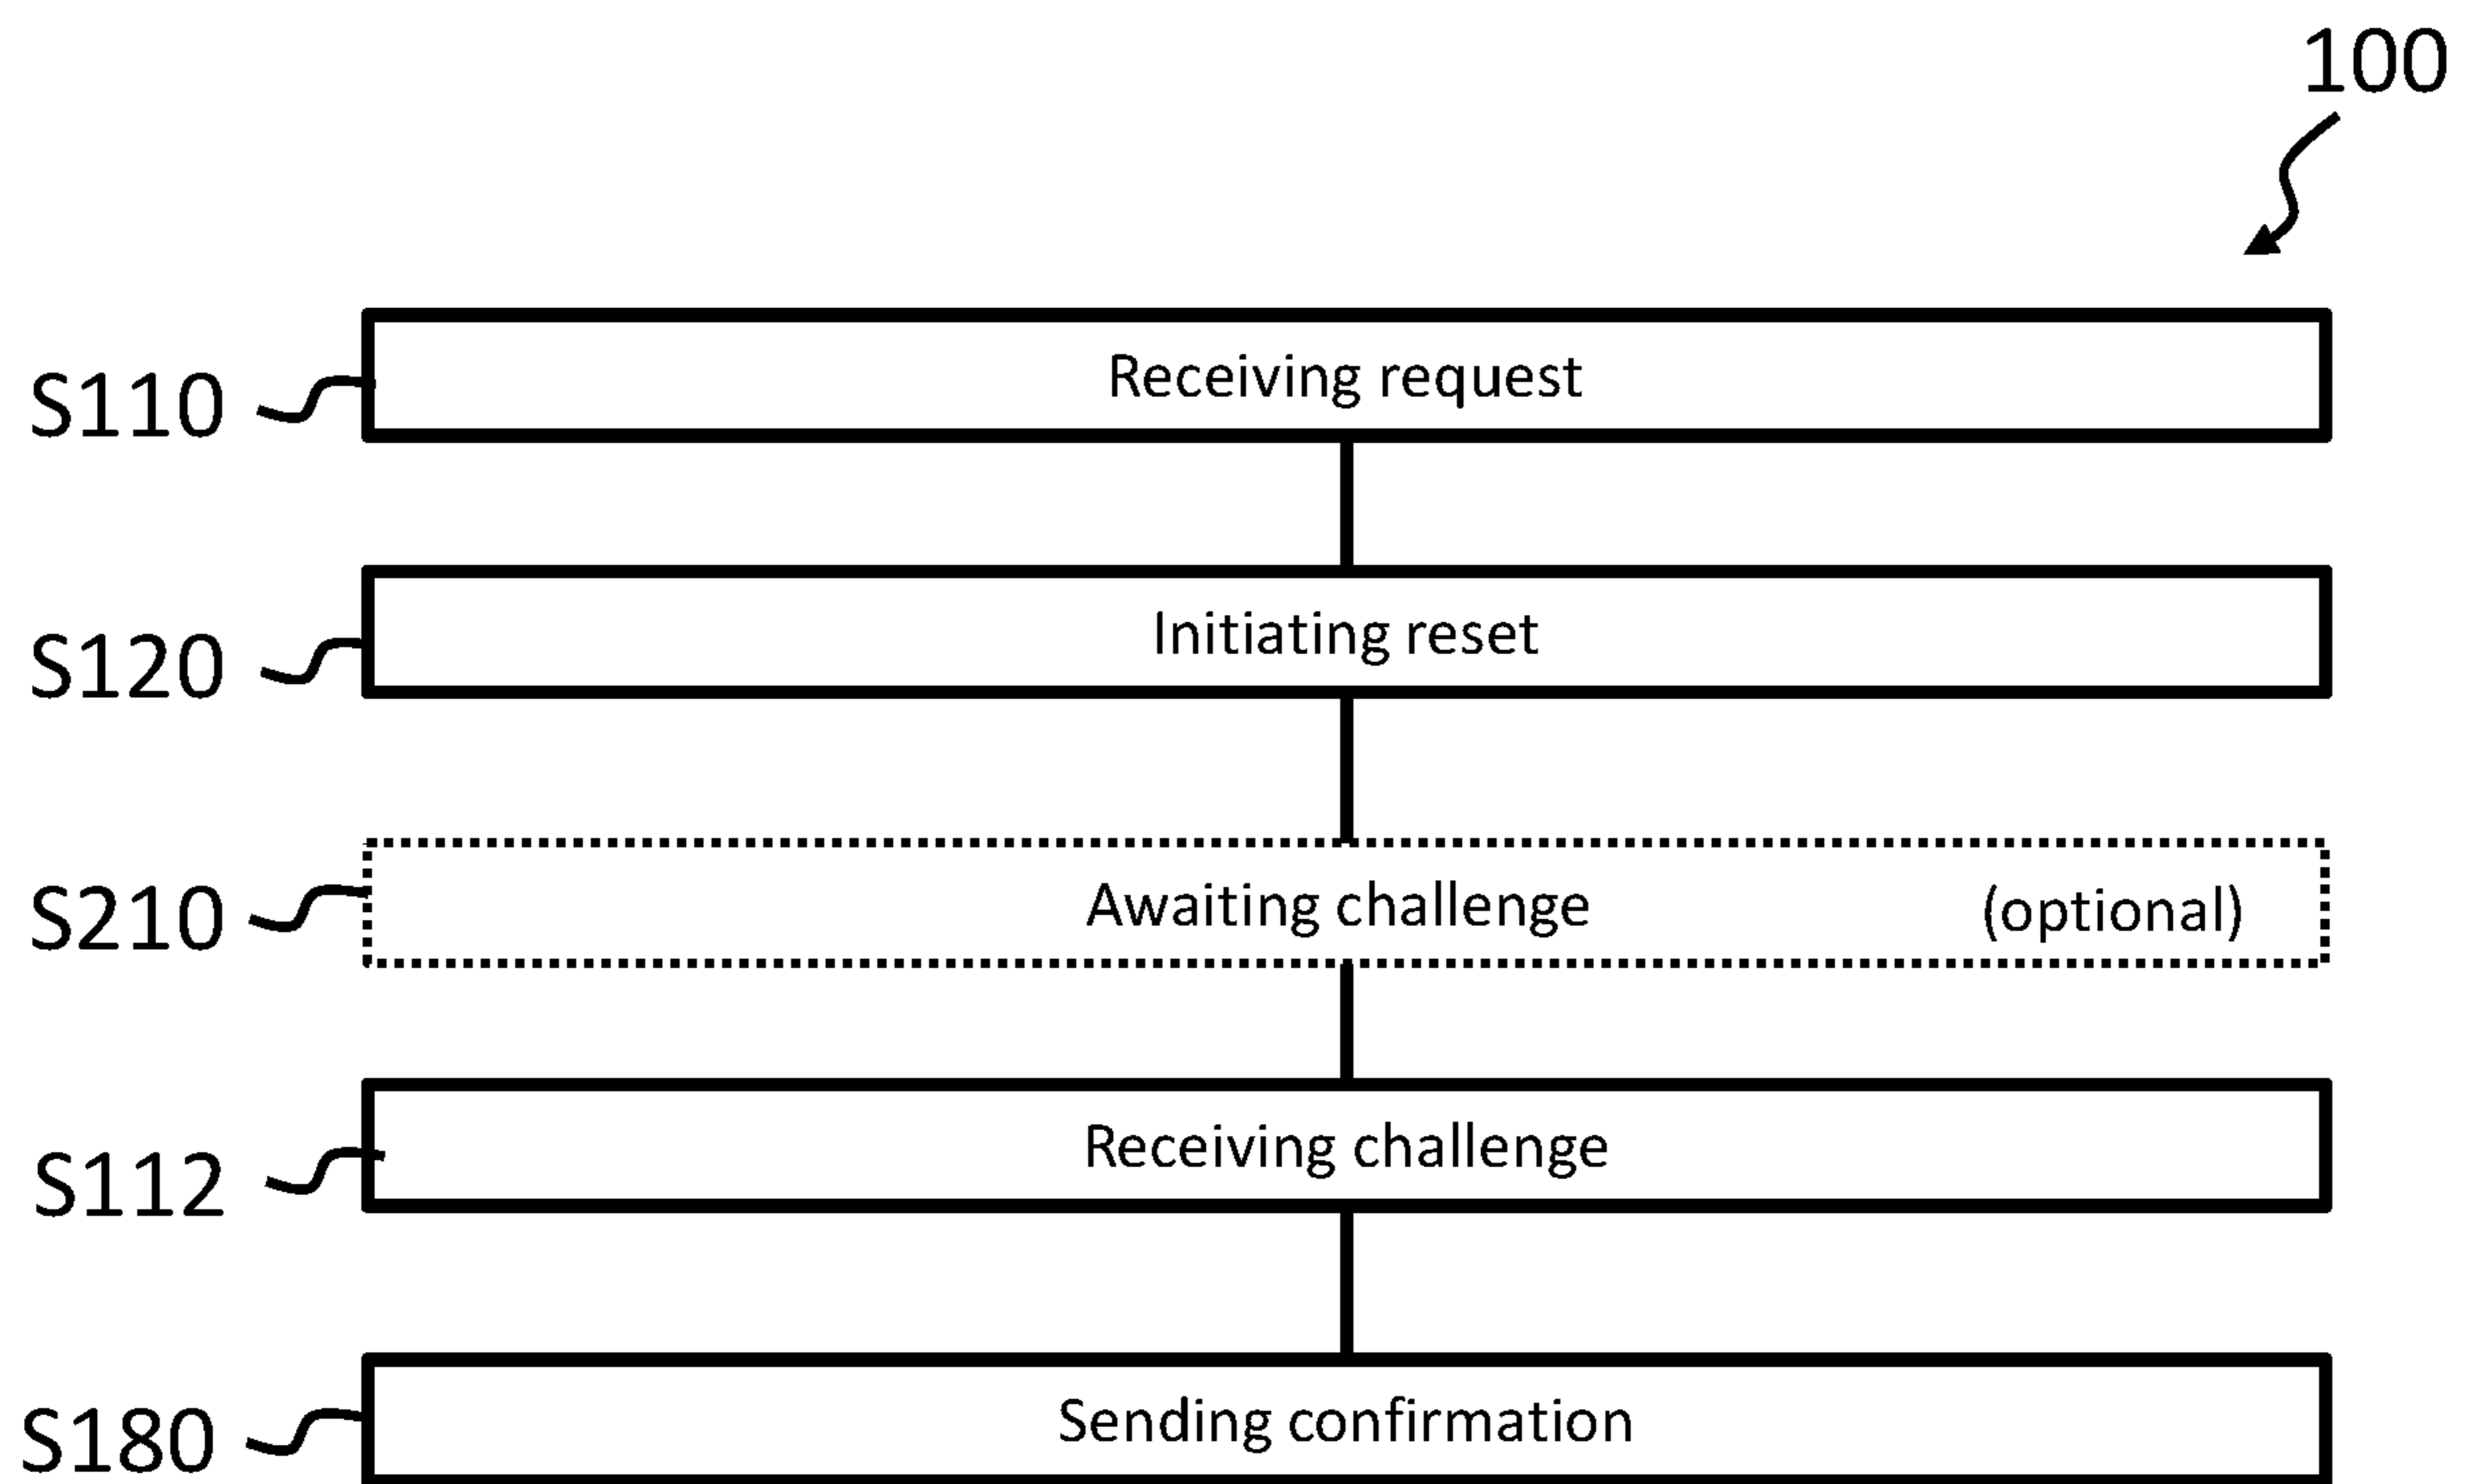 100
S110 Receiving request
S120 Initiating reset
S210 Awaiting challenge (optional)
S112 Receiving challenge
S180 Sending confirmation